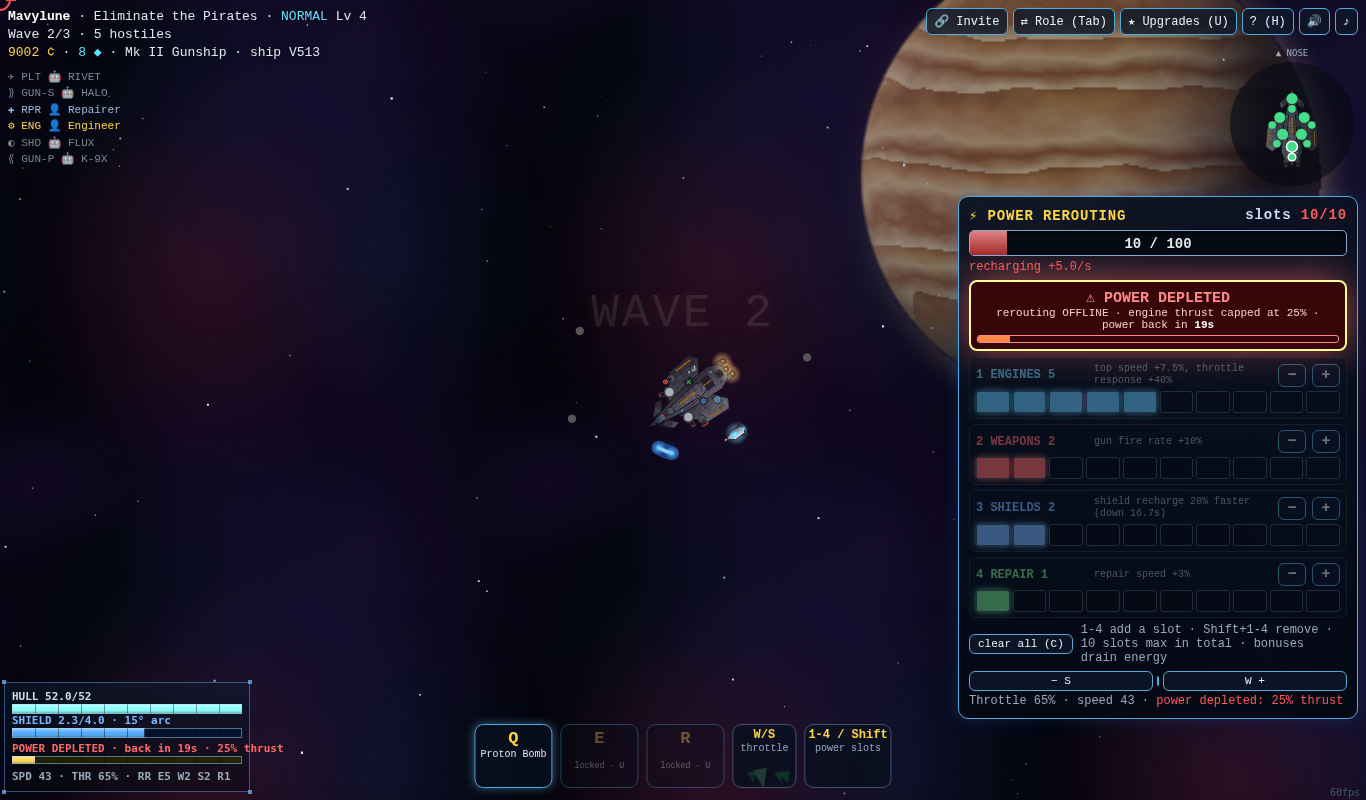 Mavylune · Eliminate the Pirates · NORMAL Lv 4
Wave 2/3 · 5 hostiles
9002 ¢ · 8 ◆ · Mk II Gunship · ship V513
✈ PLT 🤖 RIVET
⟫ GUN-S 🤖 HALO
✚ RPR 👤 Repairer
⚙ ENG 👤 Engineer
◐ SHD 🤖 FLUX
⟪ GUN-P 🤖 K-9X
🔗 Invite
⇄ Role (Tab)
★ Upgrades (U)
? (H)
🔊
♪
▲ NOSE
WAVE 2
⚡ POWER REROUTING slots 10/10
10 / 100
recharging +5.0/s
⚠ POWER DEPLETED
rerouting OFFLINE · engine thrust capped at 25% ·
power back in 19s
1 ENGINES 5 top speed +7.5%, throttle
response +40%
− +
2 WEAPONS 2 gun fire rate +10%
− +
3 SHIELDS 2 shield recharge 20% faster
(down 16.7s)
− +
4 REPAIR 1 repair speed +3%
− +
clear all (C)
1-4 add a slot · Shift+1-4 remove ·
10 slots max in total · bonuses
drain energy
− S
W +
Throttle 65% · speed 43 · power depleted: 25% thrust
HULL 52.0/52
SHIELD 2.3/4.0 · 15° arc
POWER DEPLETED · back in 19s · 25% thrust
SPD 43 · THR 65% · RR E5 W2 S2 R1
Q
Proton Bomb
E
locked · U
R
locked · U
W/S
throttle
1-4 / Shift
power slots
60fps